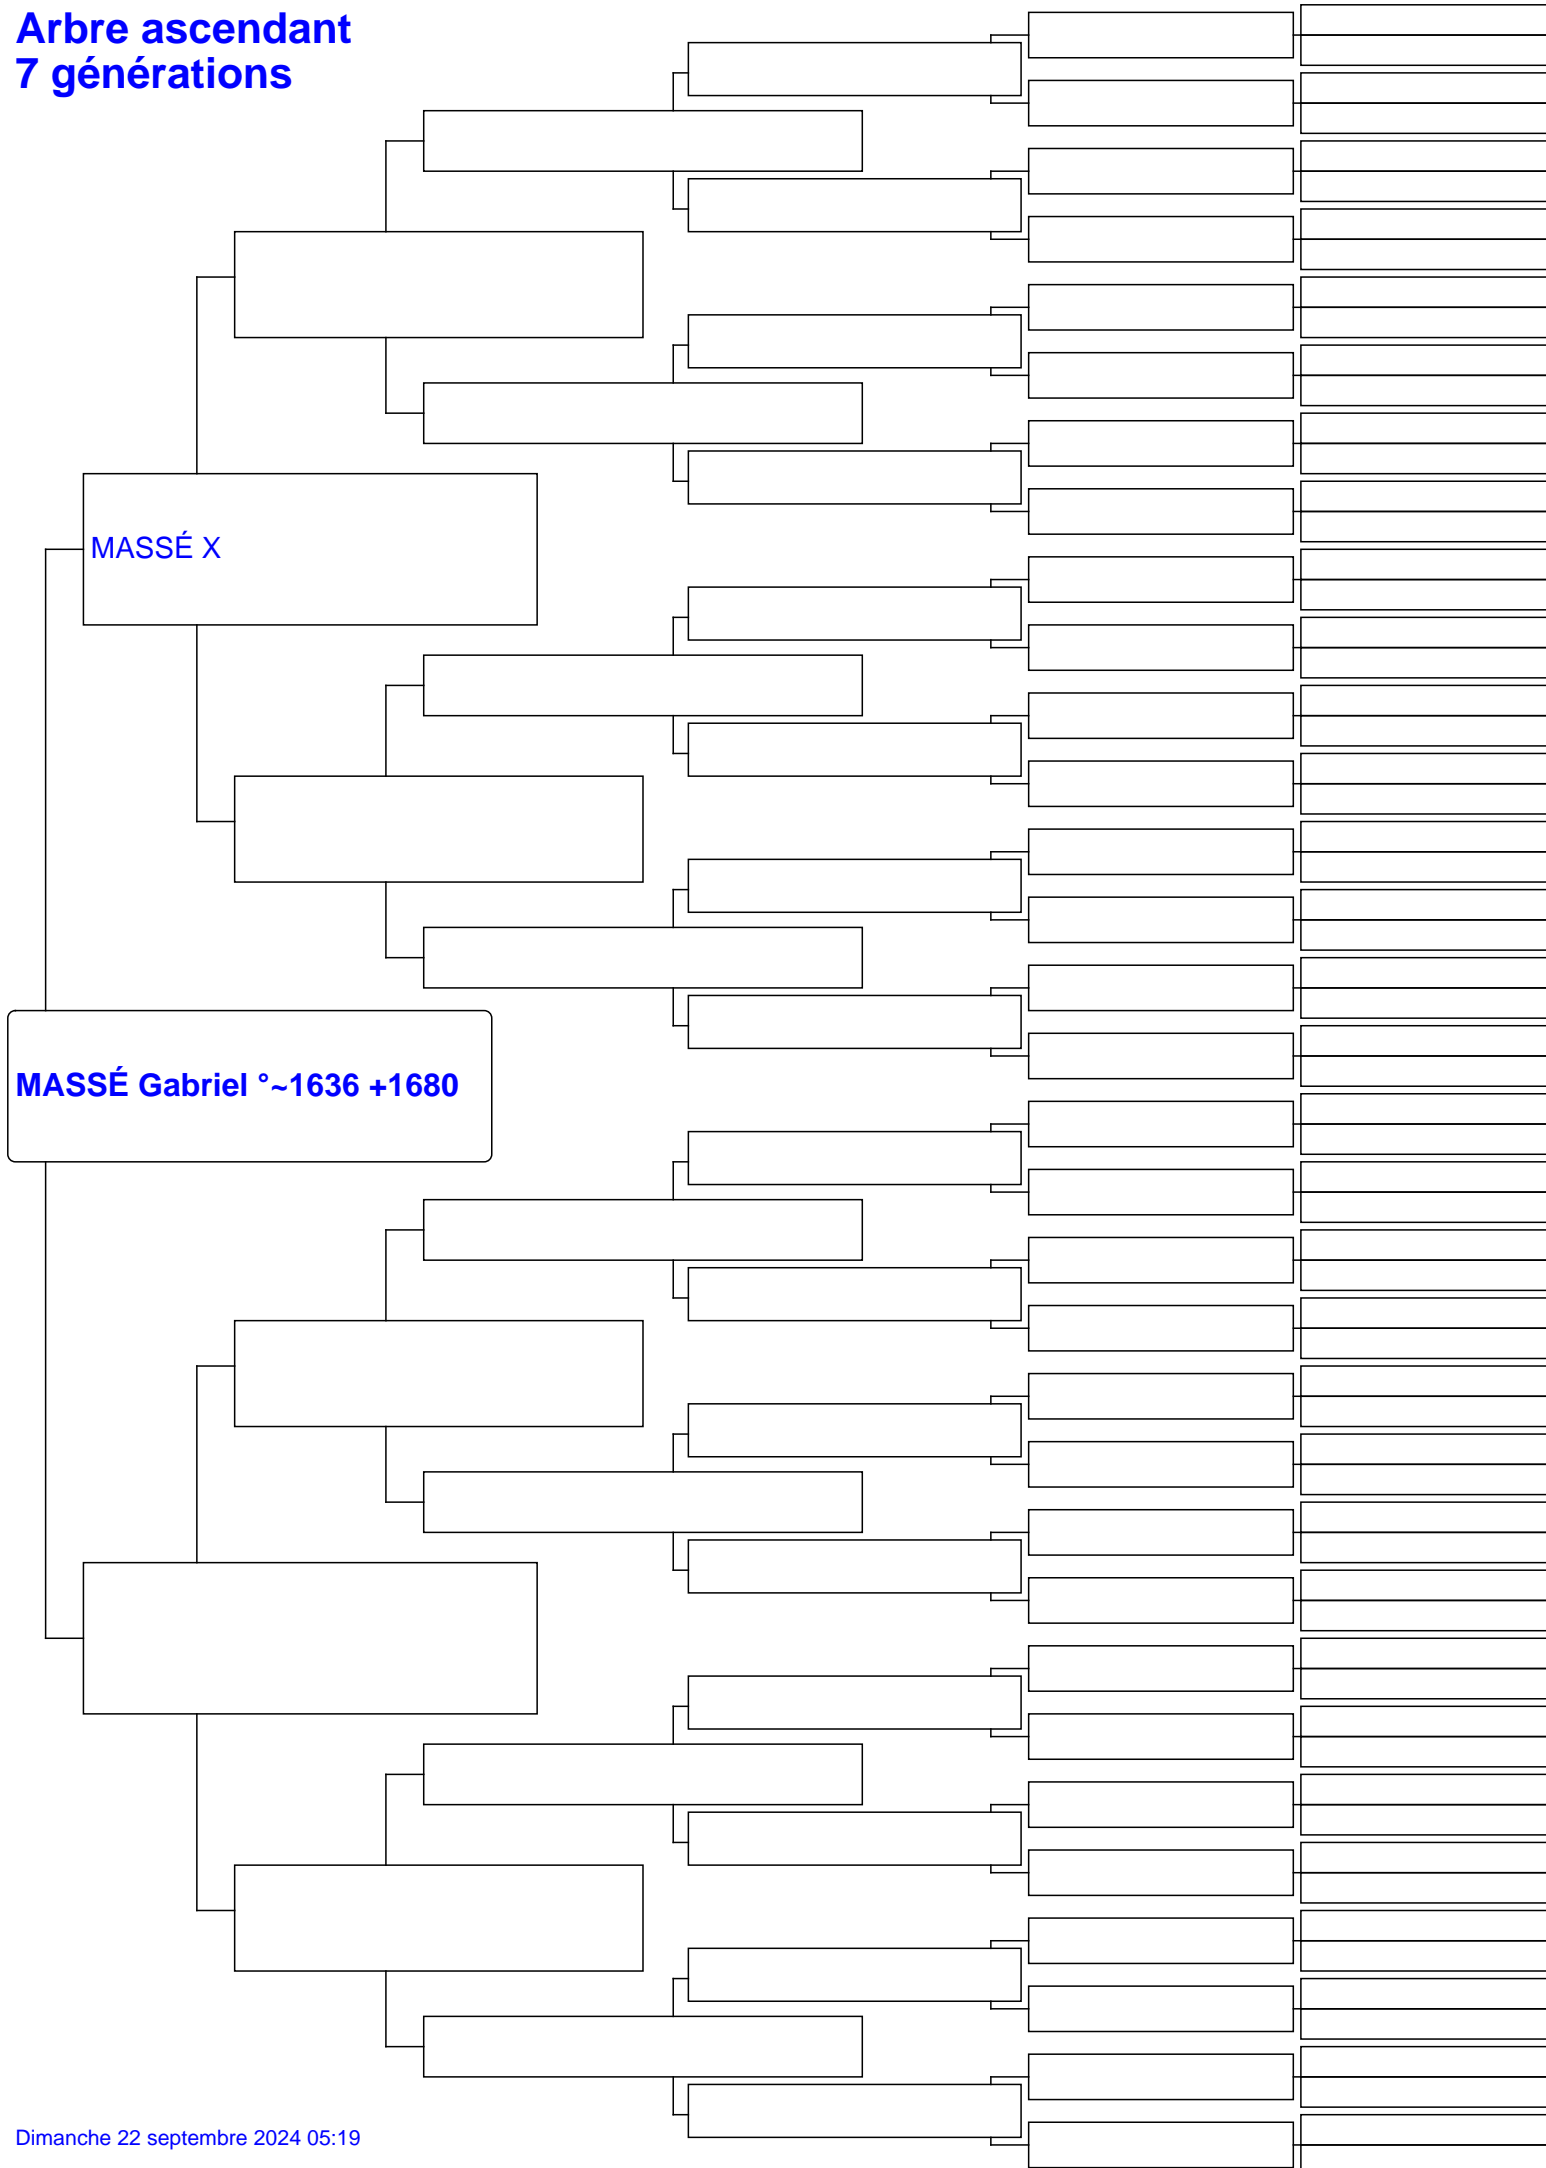 Arbre ascendant
7 générations
MASSÉ X
MASSÉ Gabriel °~1636 +1680
Dimanche 22 septembre 2024 05:19